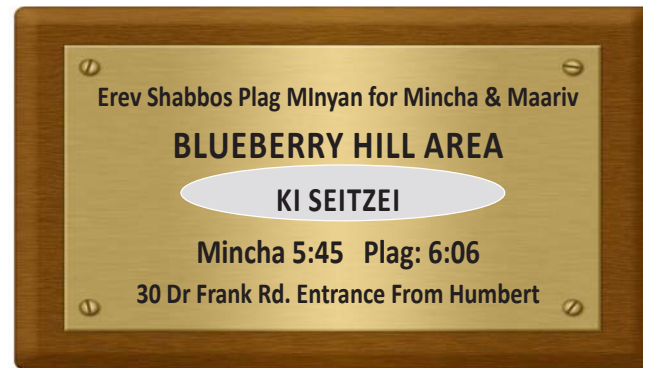 Erev Shabbos Plag MInyan for Mincha & Maariv
BLUEBERRY HILL AREA
KI SEITZEI
Mincha 5:45 Plag: 6:06
30 Dr Frank Rd. Entrance From Humbert